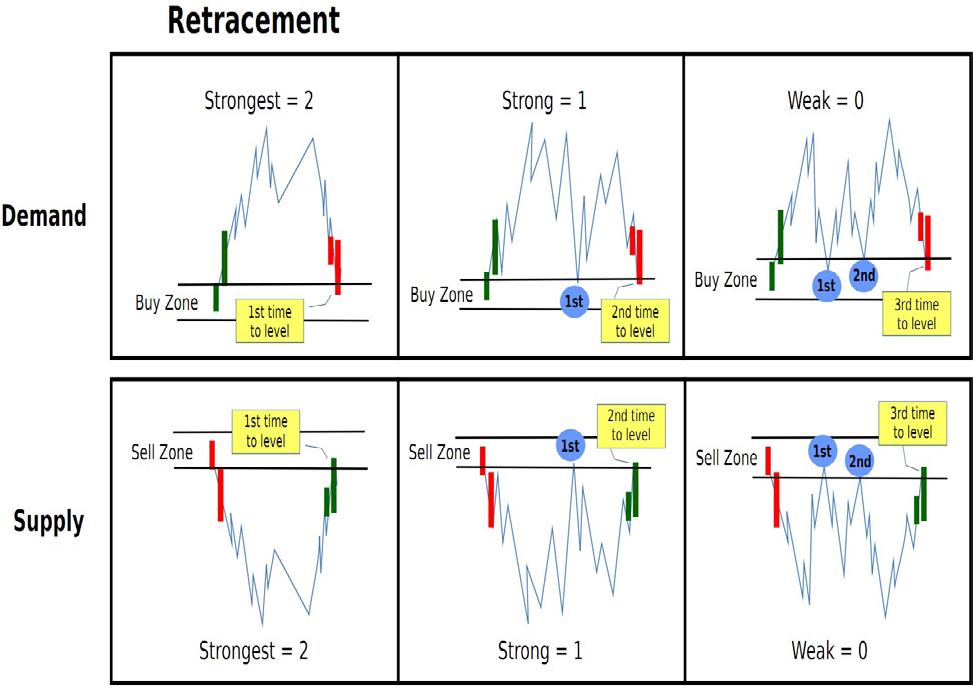 Retracement
Demand
Strongest = 2
Buy Zone
1st time
to level
Strong = 1
Buy Zone
1st
2nd time
to level
Weak = 0
Buy Zone
1st
2nd
3rd time
to level
Supply
1st time
to level
Sell Zone
Strongest = 2
2nd time
to level
1st
Sell Zone
Strong = 1
3rd time
to level
1st
2nd
Sell Zone
Weak = 0